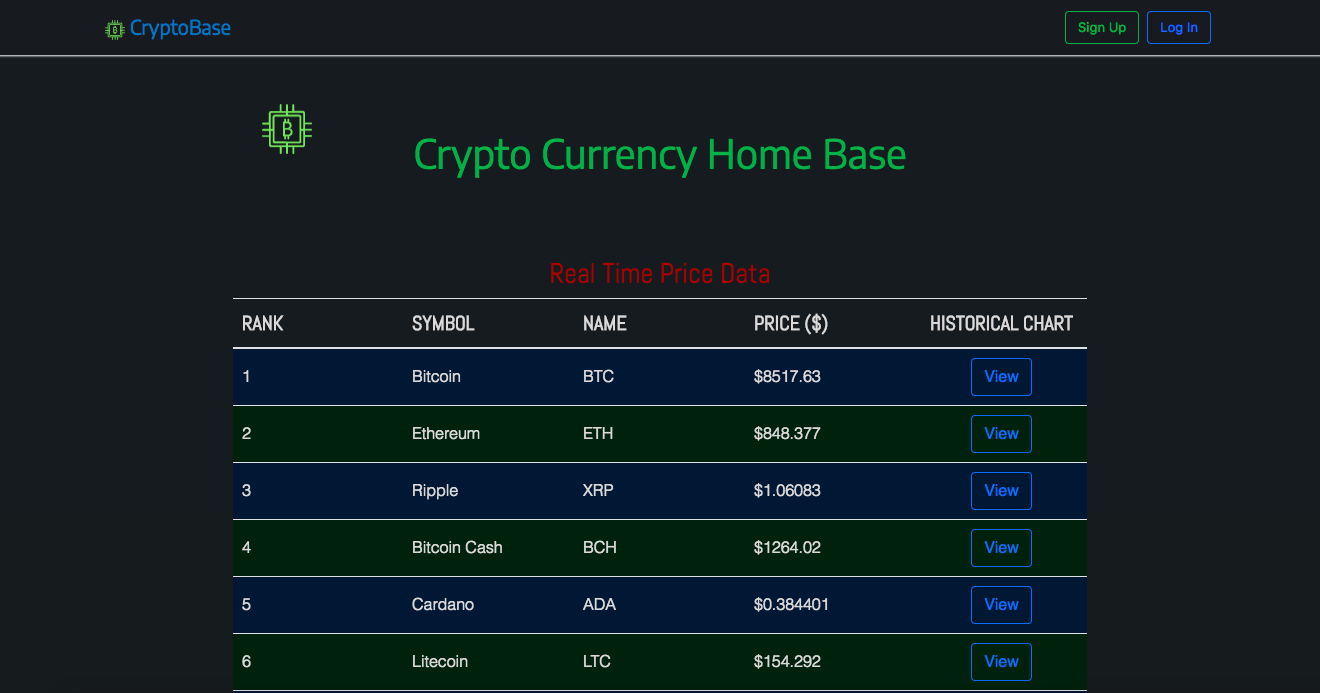 CryptoBase Sign Up Log In
Crypto Currency Home Base
Real Time Price Data
RANK SYMBOL NAME PRICE ($) HISTORICAL CHART
1 Bitcoin BTC $8517.63 View
2 Ethereum ETH $848.377 View
3 Ripple XRP $1.06083 View
4 Bitcoin Cash BCH $1264.02 View
5 Cardano ADA $0.384401 View
6 Litecoin LTC $154.292 View